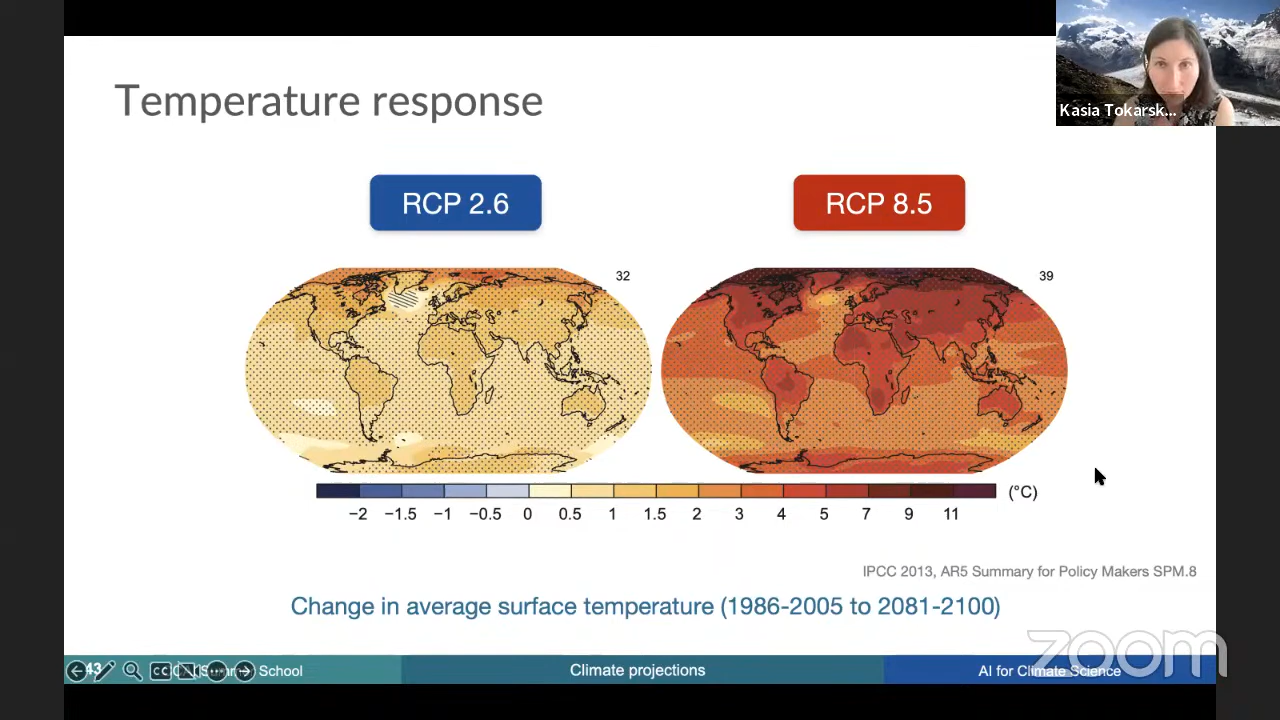 Temperature response
Kasia Tokarsk...
RCP 2.6
RCP 8.5
32
39
−2 −1.5 −1 −0.5 0 0.5 1 1.5 2 3 4 5 7 9 11
(°C)
IPCC 2013, AR5 Summary for Policy Makers SPM.8
Change in average surface temperature (1986-2005 to 2081-2100)
43
School
Climate projections
AI for Climate Science
zoom